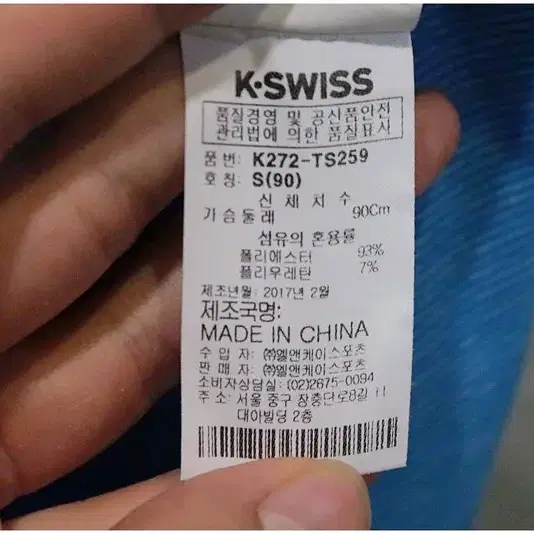 K·SWISS
품질경영 및 공산품안전
관리법에 의한 품질표시
품 번: K272-TS259
호 칭: S(90)
신 체 치 수
가슴둘레 90Cm
섬유의 혼용률
폴리에스터 93%
폴리우레탄 7%
제조년월: 2017년 2월
제조국명:
MADE IN CHINA
수 입 자: ㈜엘앤케이스포츠
판 매 자: ㈜엘앤케이스포츠
소비자상담실: (02)2675-0094
주 소: 서울 중구 장충단로8길 11
대아빌딩 2층